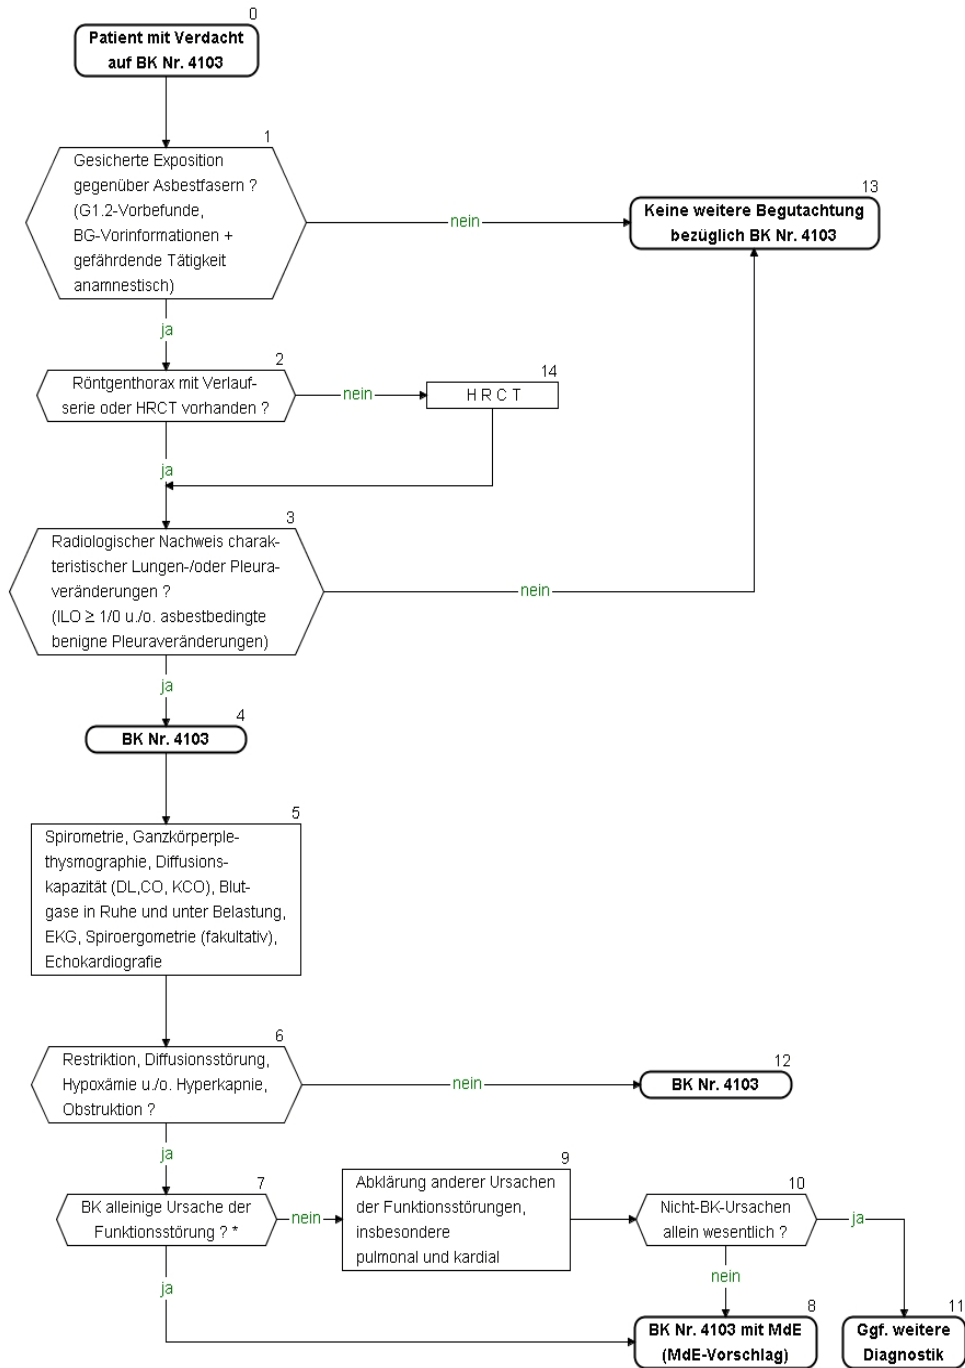 0
Patient mit Verdacht
auf BK Nr. 4103
1
Gesicherte Exposition
gegenüber Asbestfasern ?
(G1.2-Vorbefunde,
BG-Vorinformationen +
gefährdende Tätigkeit
anamnestisch)
nein
13
Keine weitere Begutachtung
bezüglich BK Nr. 4103
ja
2
Röntgenthorax mit Verlauf-
serie oder HRCT vorhanden ?
nein
14
H R C T
ja
3
Radiologischer Nachweis charak-
teristischer Lungen-/oder Pleura-
veränderungen ?
(ILO ≥ 1/0 u./o. asbestbedingte
benigne Pleuraveränderungen)
nein
ja
4
BK Nr. 4103
5
Spirometrie, Ganzkörperple-
thysmographie, Diffusions-
kapazität (DL,CO, KCO), Blut-
gase in Ruhe und unter Belastung,
EKG, Spiroergometrie (fakultativ),
Echokardiografie
6
Restriktion, Diffusionsstörung,
Hypoxämie u./o. Hyperkapnie,
Obstruktion ?
nein
12
BK Nr. 4103
ja
7
BK alleinige Ursache der
Funktionsstörung ? *
nein
9
Abklärung anderer Ursachen
der Funktionsstörungen,
insbesondere
pulmonal und kardial
10
Nicht-BK-Ursachen
allein wesentlich ?
ja
nein
ja
8
BK Nr. 4103 mit MdE
(MdE-Vorschlag)
11
Ggf. weitere
Diagnostik